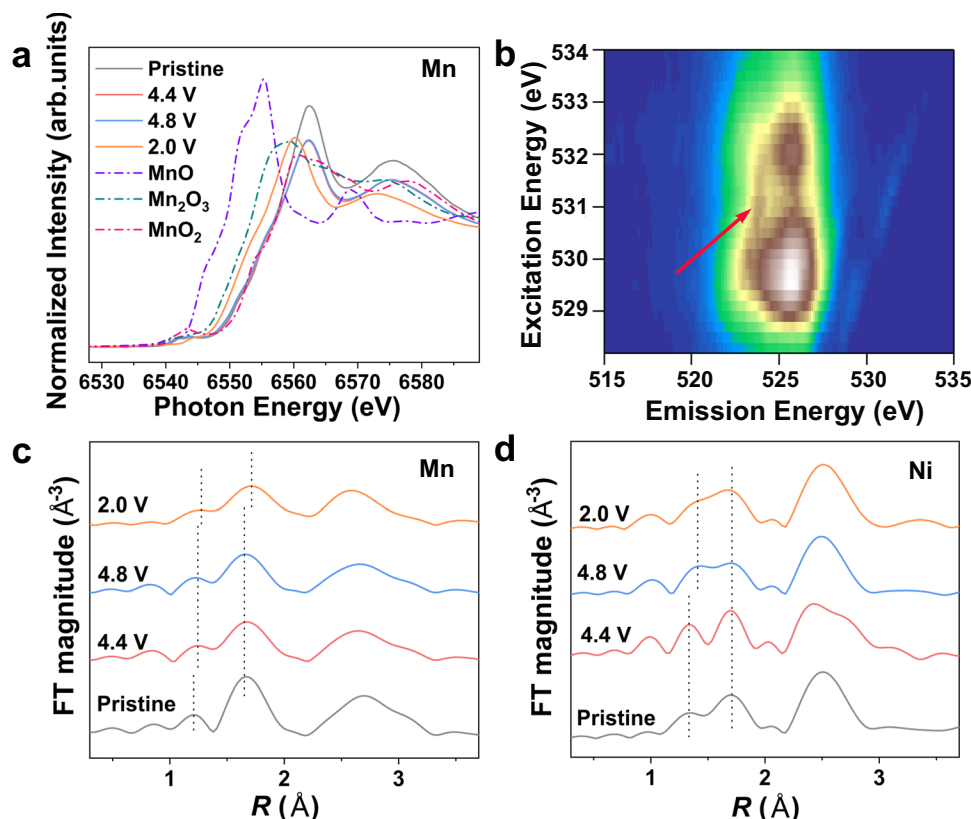 a
Mn
Normalized Intensity (arb.units)
Pristine
4.4 V
4.8 V
2.0 V
MnO
Mn₂O₃
MnO₂
6530 6540 6550 6560 6570 6580
Photon Energy (eV)
b
Excitation Energy (eV)
534
533
532
531
530
529
515 520 525 530 535
Emission Energy (eV)
c
Mn
FT magnitude (Å⁻³)
2.0 V
4.8 V
4.4 V
Pristine
1 2 3
R (Å)
d
Ni
FT magnitude (Å⁻³)
2.0 V
4.8 V
4.4 V
Pristine
1 2 3
R (Å)